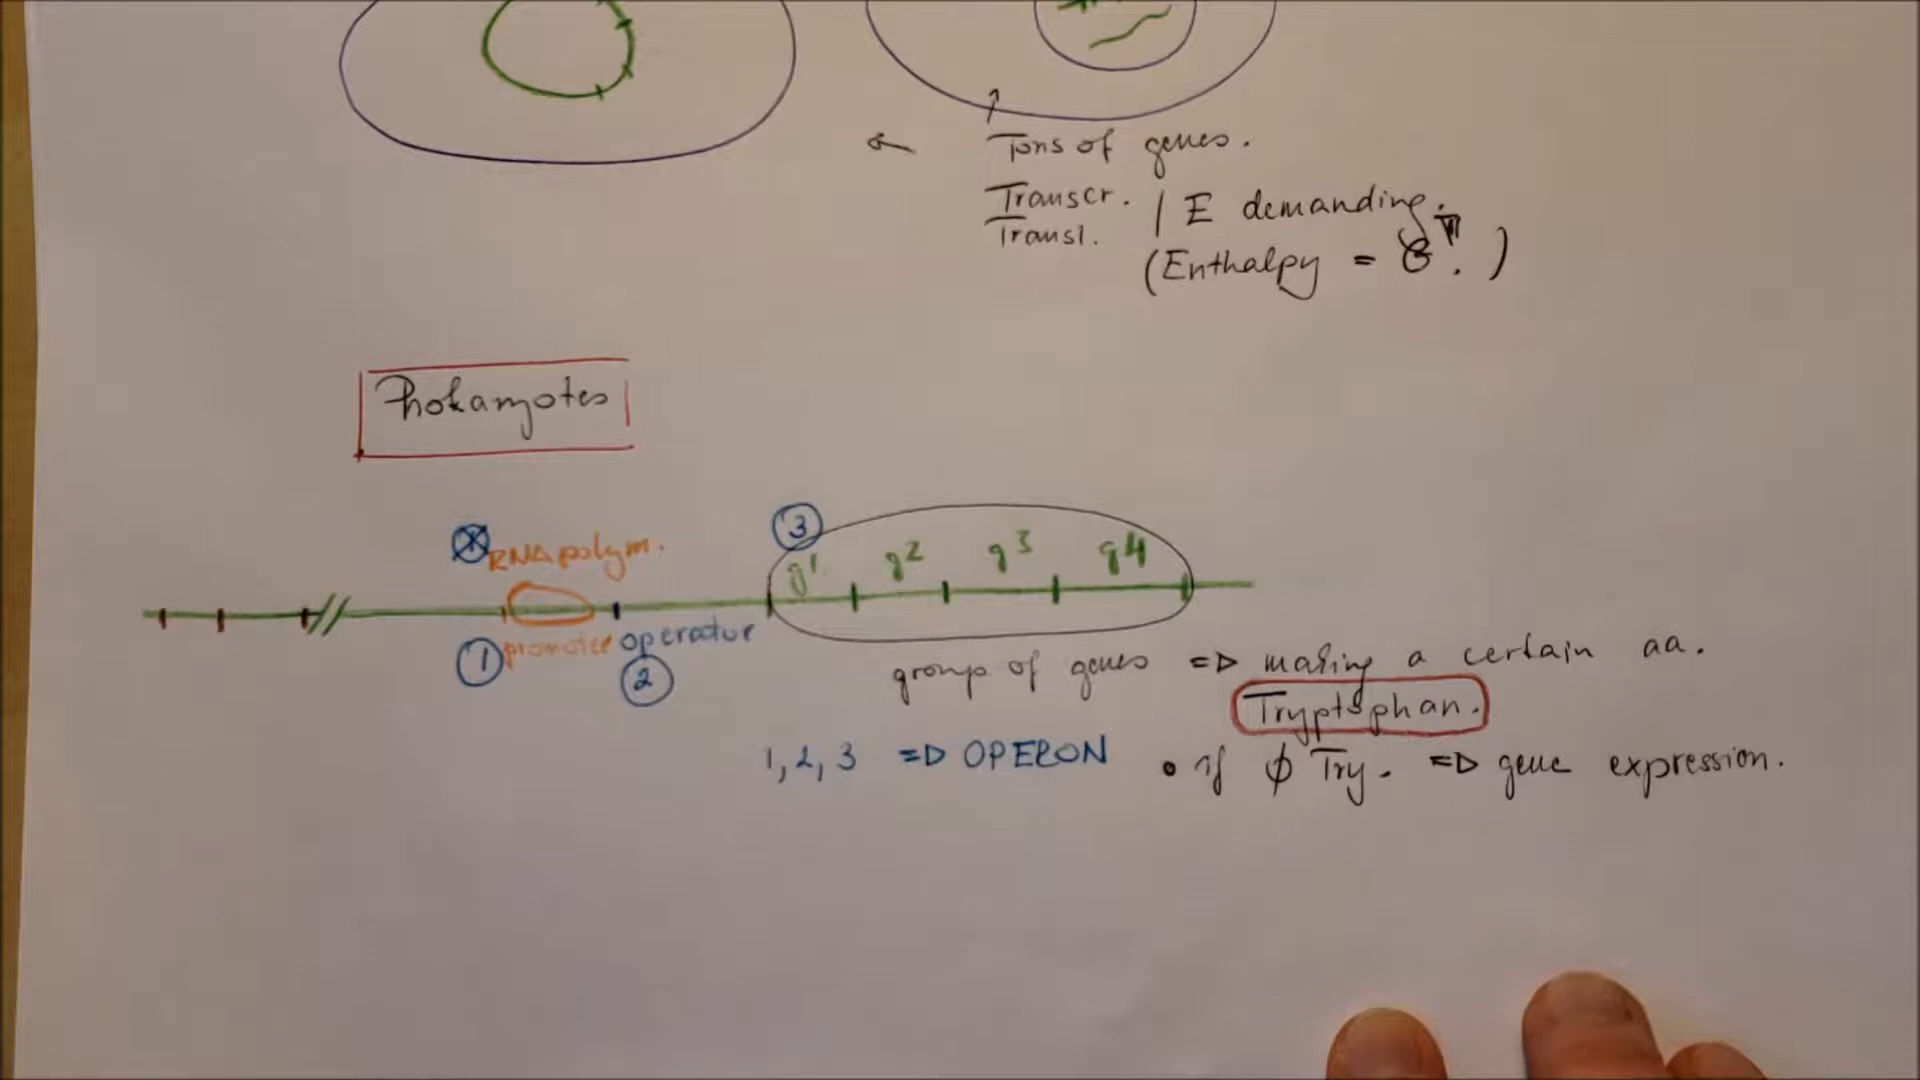 Tons of genes.
Transcr. | E demanding.
Transl.
(Enthalpy =
Prokaryotes
RNA polym.
3
g1 g2 g3 g4
1 promoter operator
2
group of genes => making a certain aa.
Tryptophan.
1, 2, 3 => OPERON
• if ϕ Try. => gene expression.